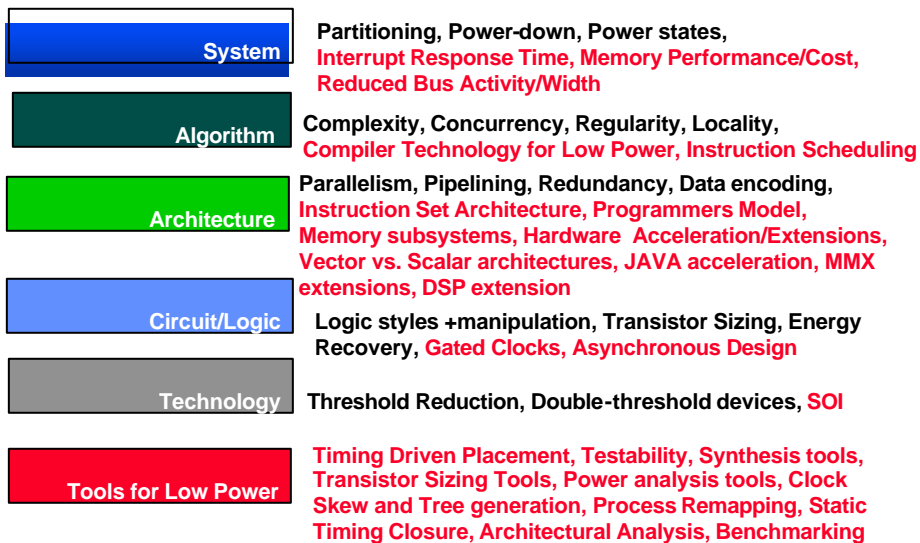 System
Partitioning, Power-down, Power states,
Interrupt Response Time, Memory Performance/Cost,
Reduced Bus Activity/Width
Algorithm
Complexity, Concurrency, Regularity, Locality,
Compiler Technology for Low Power, Instruction Scheduling
Architecture
Parallelism, Pipelining, Redundancy, Data encoding,
Instruction Set Architecture, Programmers Model,
Memory subsystems, Hardware Acceleration/Extensions,
Vector vs. Scalar architectures, JAVA acceleration, MMX
extensions, DSP extension
Circuit/Logic
Logic styles +manipulation, Transistor Sizing, Energy
Recovery, Gated Clocks, Asynchronous Design
Technology
Threshold Reduction, Double-threshold devices, SOI
Tools for Low Power
Timing Driven Placement, Testability, Synthesis tools,
Transistor Sizing Tools, Power analysis tools, Clock
Skew and Tree generation, Process Remapping, Static
Timing Closure, Architectural Analysis, Benchmarking